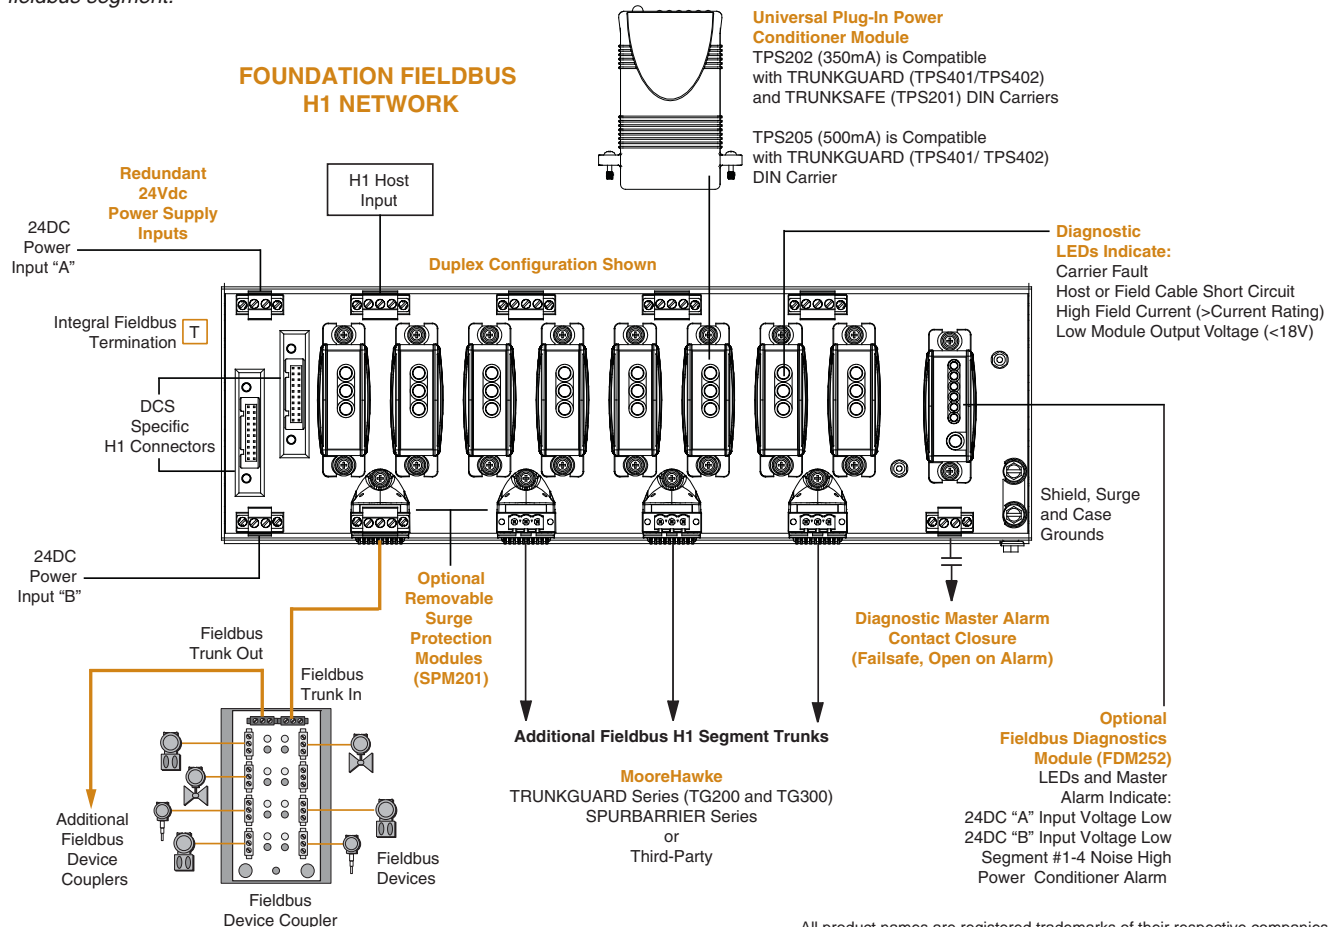 fieldbus segment.
FOUNDATION FIELDBUS
H1 NETWORK
Universal Plug-In Power
Conditioner Module
TPS202 (350mA) is Compatible
with TRUNKGUARD (TPS401/TPS402)
and TRUNKSAFE (TPS201) DIN Carriers
TPS205 (500mA) is Compatible
with TRUNKGUARD (TPS401/ TPS402)
DIN Carrier
Redundant
24Vdc
Power Supply
Inputs
H1 Host
Input
24DC
Power
Input “A”
Duplex Configuration Shown
Diagnostic
LEDs Indicate:
Carrier Fault
Host or Field Cable Short Circuit
High Field Current (>Current Rating)
Low Module Output Voltage (<18V)
Integral Fieldbus
Termination
T
DCS
Specific
H1 Connectors
Shield, Surge
and Case
Grounds
24DC
Power
Input “B”
Optional
Removable
Surge
Protection
Modules
(SPM201)
Diagnostic Master Alarm
Contact Closure
(Failsafe, Open on Alarm)
Fieldbus
Trunk Out
Fieldbus
Trunk In
Additional Fieldbus H1 Segment Trunks
MooreHawke
TRUNKGUARD Series (TG200 and TG300)
SPURBARRIER Series
or
Third-Party
Optional
Fieldbus Diagnostics
Module (FDM252)
LEDs and Master
Alarm Indicate:
24DC “A” Input Voltage Low
24DC “B” Input Voltage Low
Segment #1-4 Noise High
Power Conditioner Alarm
Additional
Fieldbus
Device
Couplers
Fieldbus
Devices
Fieldbus
Device Coupler
All product names are registered trademarks of their respective companies